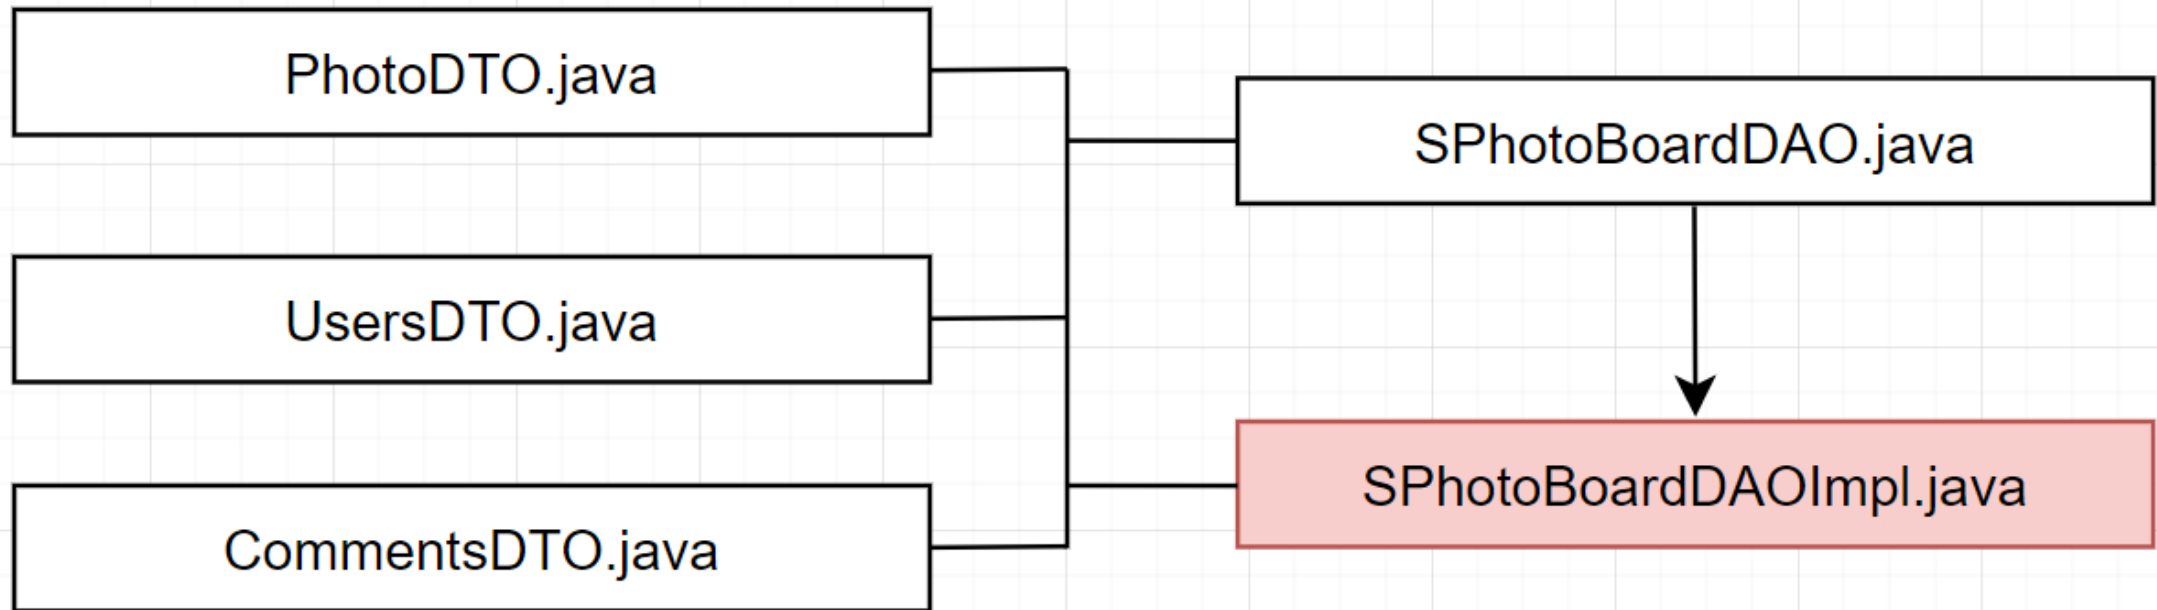 PhotoDTO.java
SPhotoBoardDAO.java
UsersDTO.java
SPhotoBoardDAOImpl.java
CommentsDTO.java